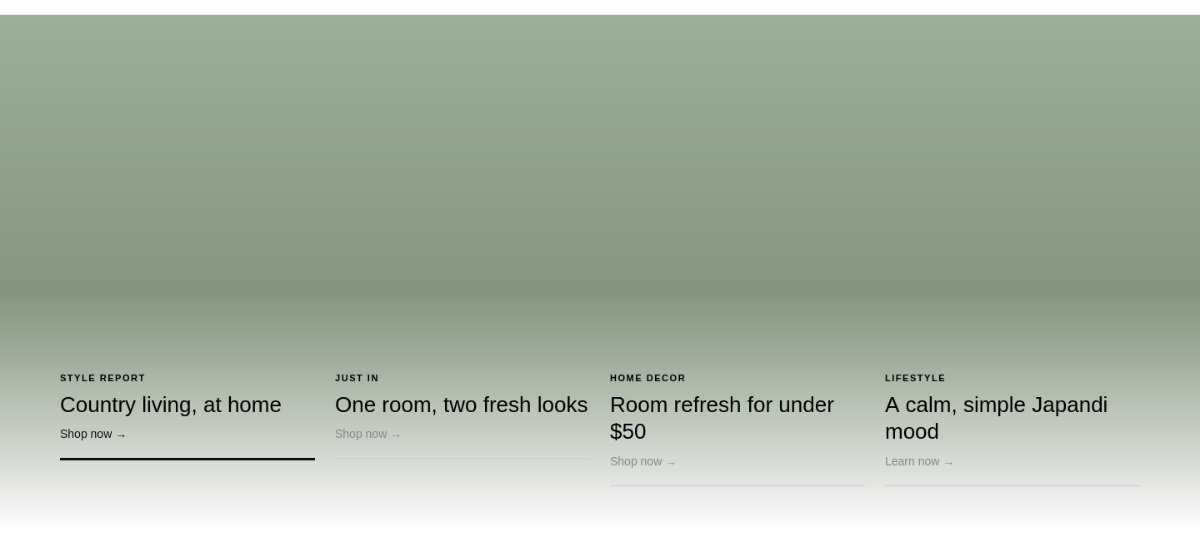 STYLE REPORT
Country living, at home
Shop now →
JUST IN
One room, two fresh looks
Shop now →
HOME DECOR
Room refresh for under
$50
Shop now →
LIFESTYLE
A calm, simple Japandi
mood
Learn now →